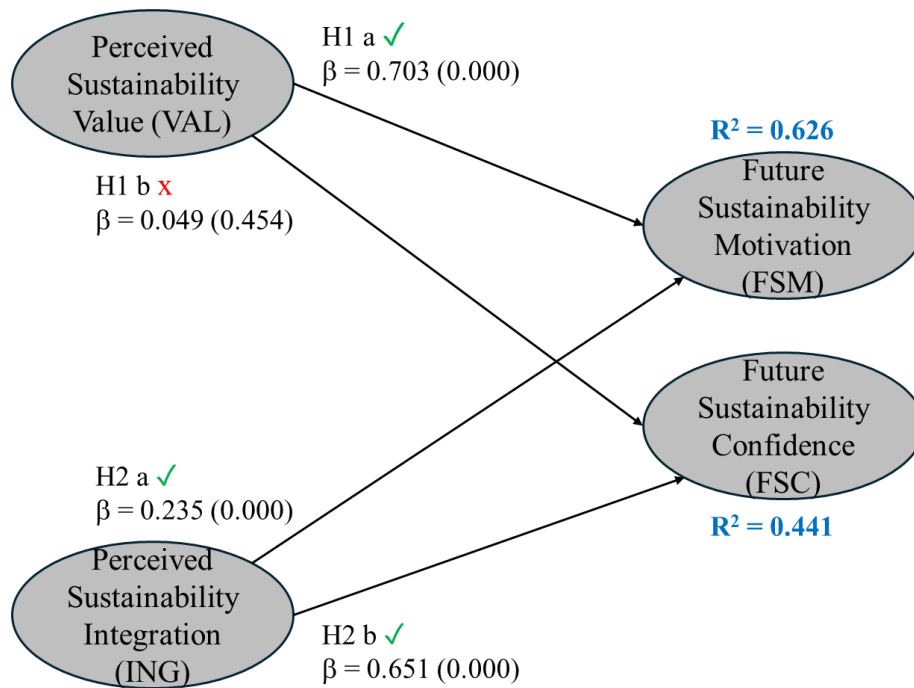 Perceived
Sustainability
Value (VAL)
H1 a ✓
β = 0.703 (0.000)
H1 b x
β = 0.049 (0.454)
R² = 0.626
Future
Sustainability
Motivation
(FSM)
Future
Sustainability
Confidence
(FSC)
R² = 0.441
H2 a ✓
β = 0.235 (0.000)
Perceived
Sustainability
Integration
(ING)
H2 b ✓
β = 0.651 (0.000)